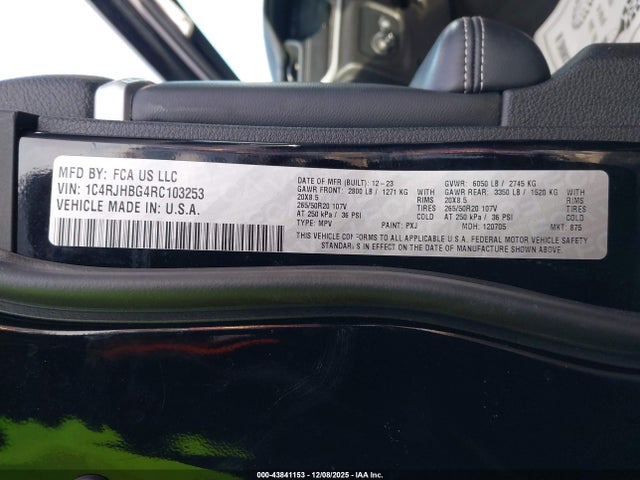 MFD BY: FCA US LLC
VIN: 1C4RJHBG4RC103253
VEHICLE MADE IN: U.S.A.
DATE OF MFR (BUILT): 12-23 GVWR: 6050 LB / 2745 KG
GAWR FRONT: 2800 LB / 1271 KG WITH GAWR REAR: 3350 LB / 1520 KG WITH
20X8.5 RIMS 20X8.5 RIMS
265/50R20 107V TIRES 265/50R20 107V TIRES
AT 250 kPa / 36 PSI COLD AT 250 kPa / 36 PSI COLD
TYPE: MPV PAINT: PXJ MDH: 120705 MKT: 875
THIS VEHICLE CONFORMS TO ALL APPLICABLE U.S.A. FEDERAL MOTOR VEHICLE SAFETY
STANDARDS IN EFFECT ON THE DATE OF MANUFACTURE SHOWN ABOVE.
000-43841153 - 12/08/2025 - IAA Inc.